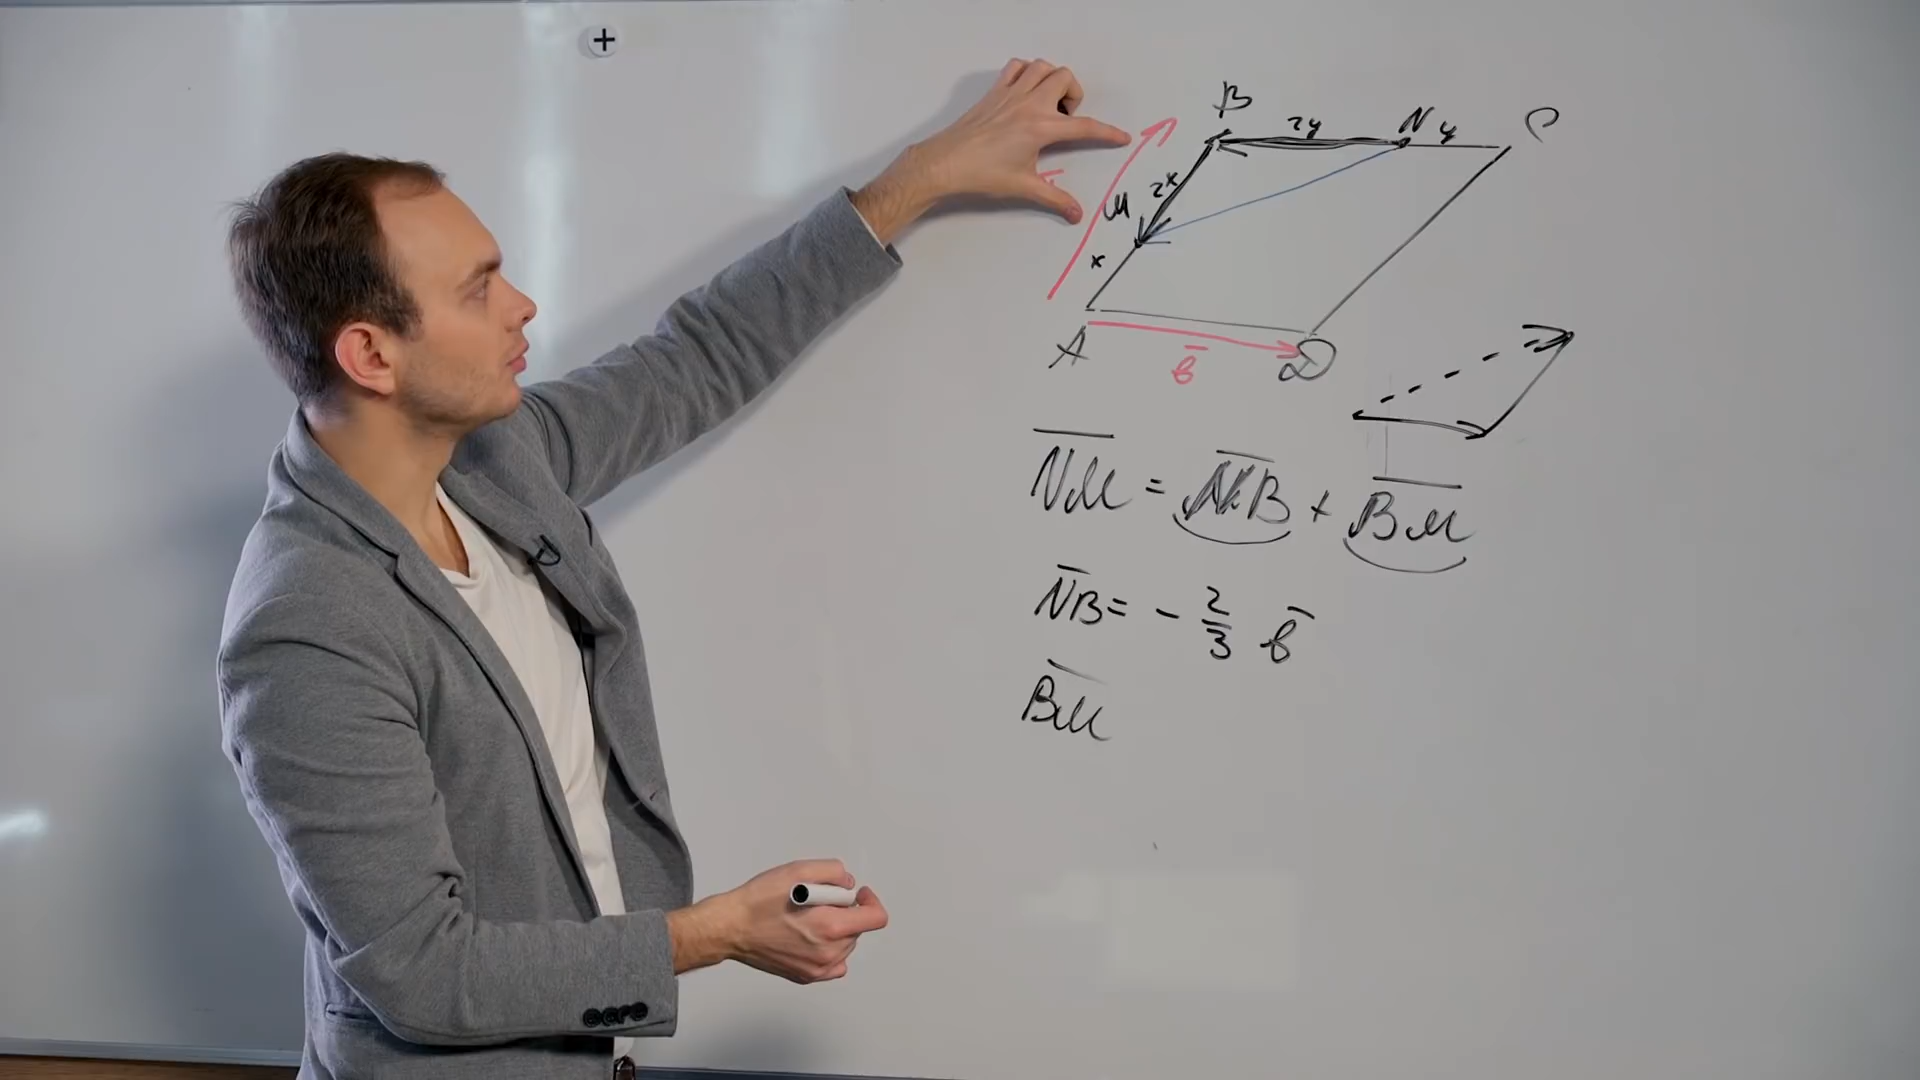 B 2y N y C
M 2x
x
A D
b̄
N̅M̅ = N̅B̅ + B̅M̅
N̅B̅ = - 2/3 b̄
B̅M̅